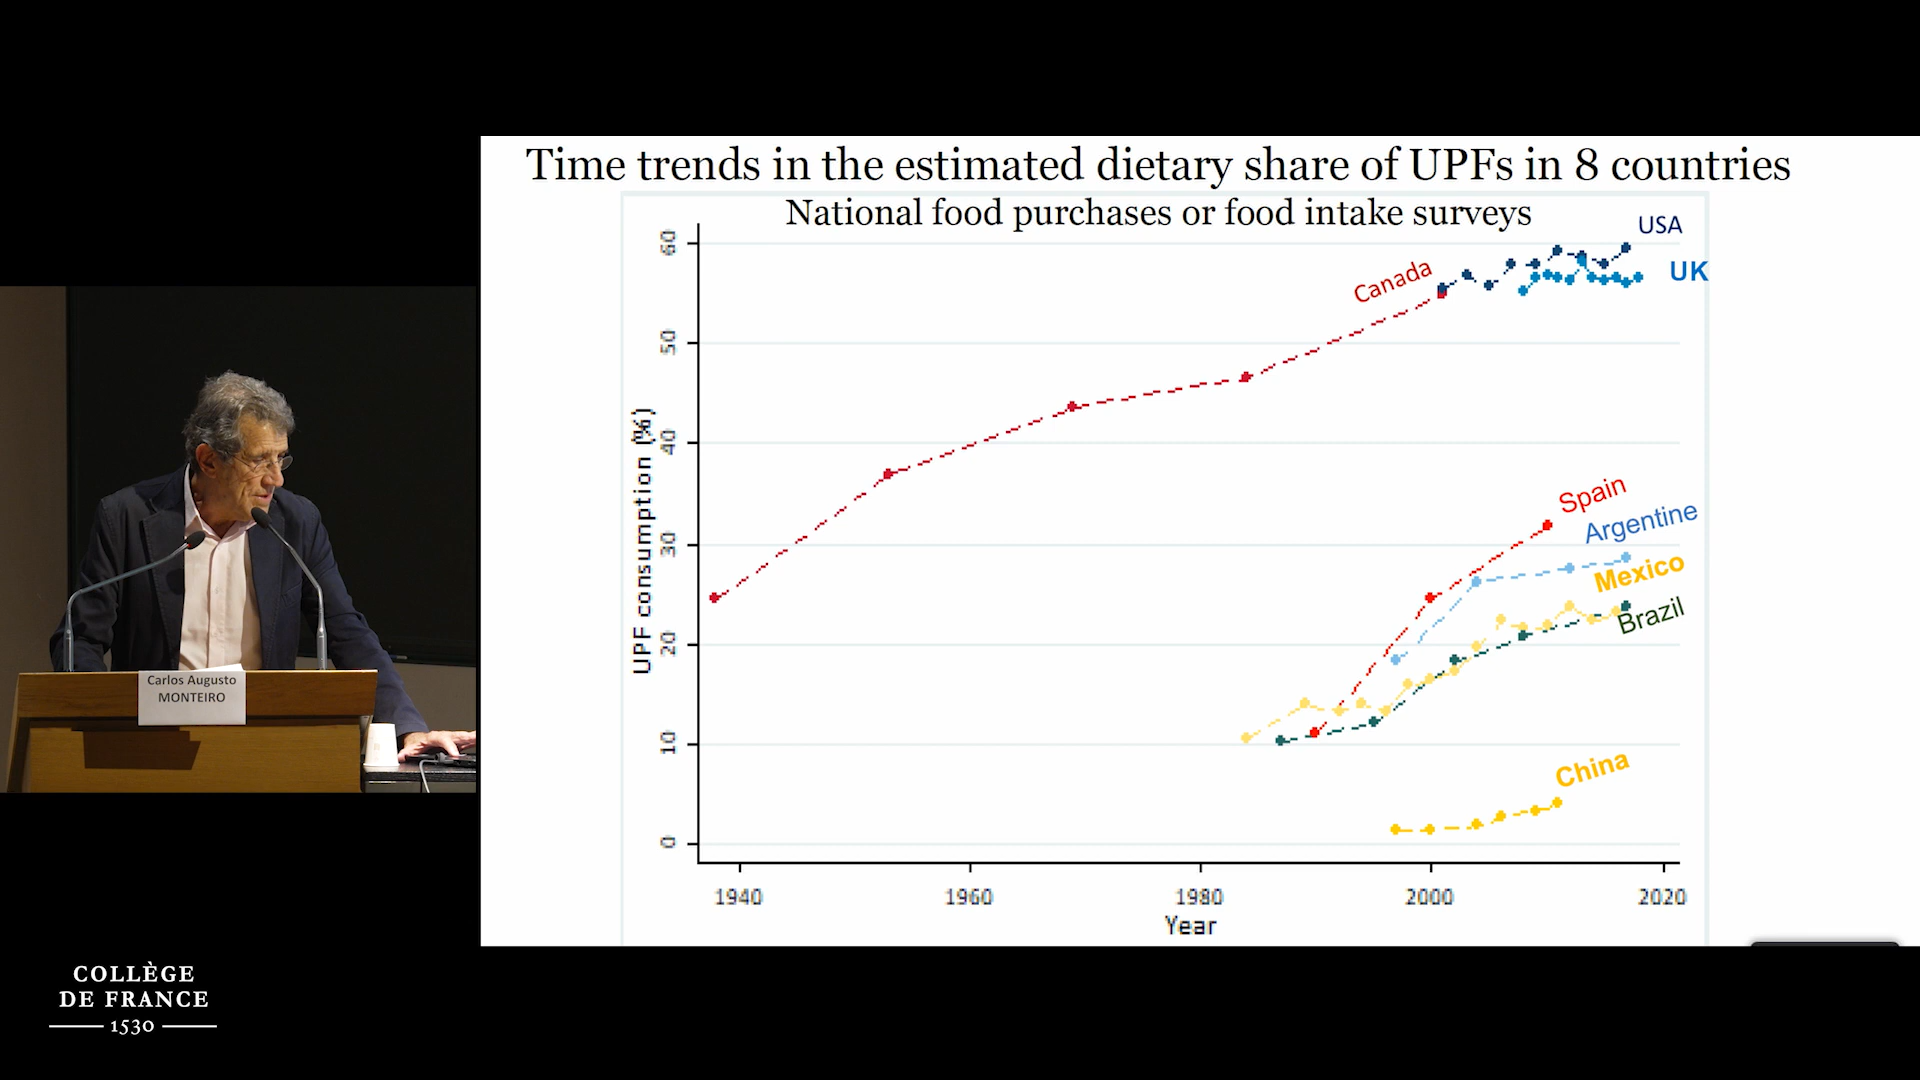 Time trends in the estimated dietary share of UPFs in 8 countries
National food purchases or food intake surveys
USA
UK
Canada
Spain
Argentine
Mexico
Brazil
China
UPF consumption (%)
60
50
40
30
20
10
0
1940 1960 1980 2000 2020
Year
Carlos Augusto
MONTEIRO
COLLÈGE
DE FRANCE
1530